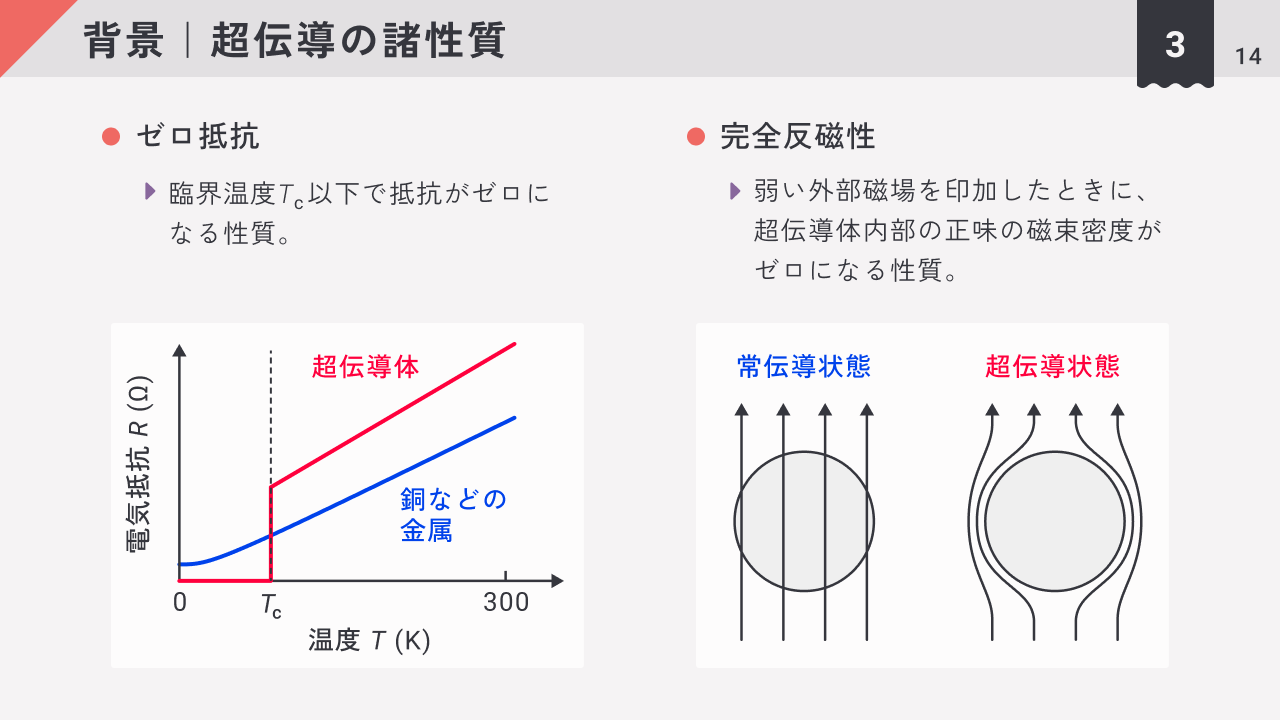 背景｜超伝導の諸性質
3
14
ゼロ抵抗
臨界温度Tc以下で抵抗がゼロに
なる性質。
完全反磁性
弱い外部磁場を印加したときに、
超伝導体内部の正味の磁束密度が
ゼロになる性質。
電気抵抗 R (Ω)
超伝導体
銅などの
金属
0
Tc
300
温度 T (K)
常伝導状態
超伝導状態